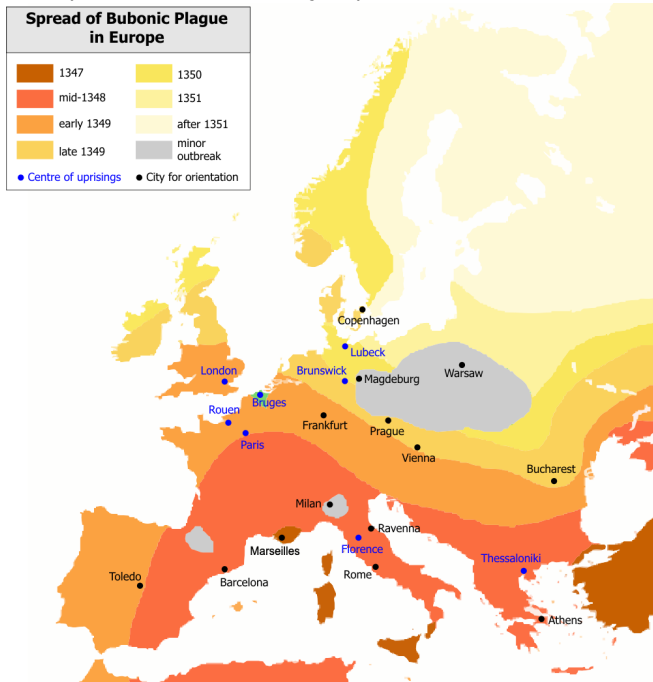 Spread of Bubonic Plague
in Europe
1347
1350
mid-1348
1351
early 1349
after 1351
late 1349
minor
outbreak
Centre of uprisings
City for orientation
Copenhagen
Lubeck
London
Brunswick
Magdeburg
Warsaw
Bruges
Rouen
Frankfurt
Prague
Paris
Vienna
Bucharest
Milan
Ravenna
Marseilles
Florence
Thessaloniki
Toledo
Barcelona
Rome
Athens